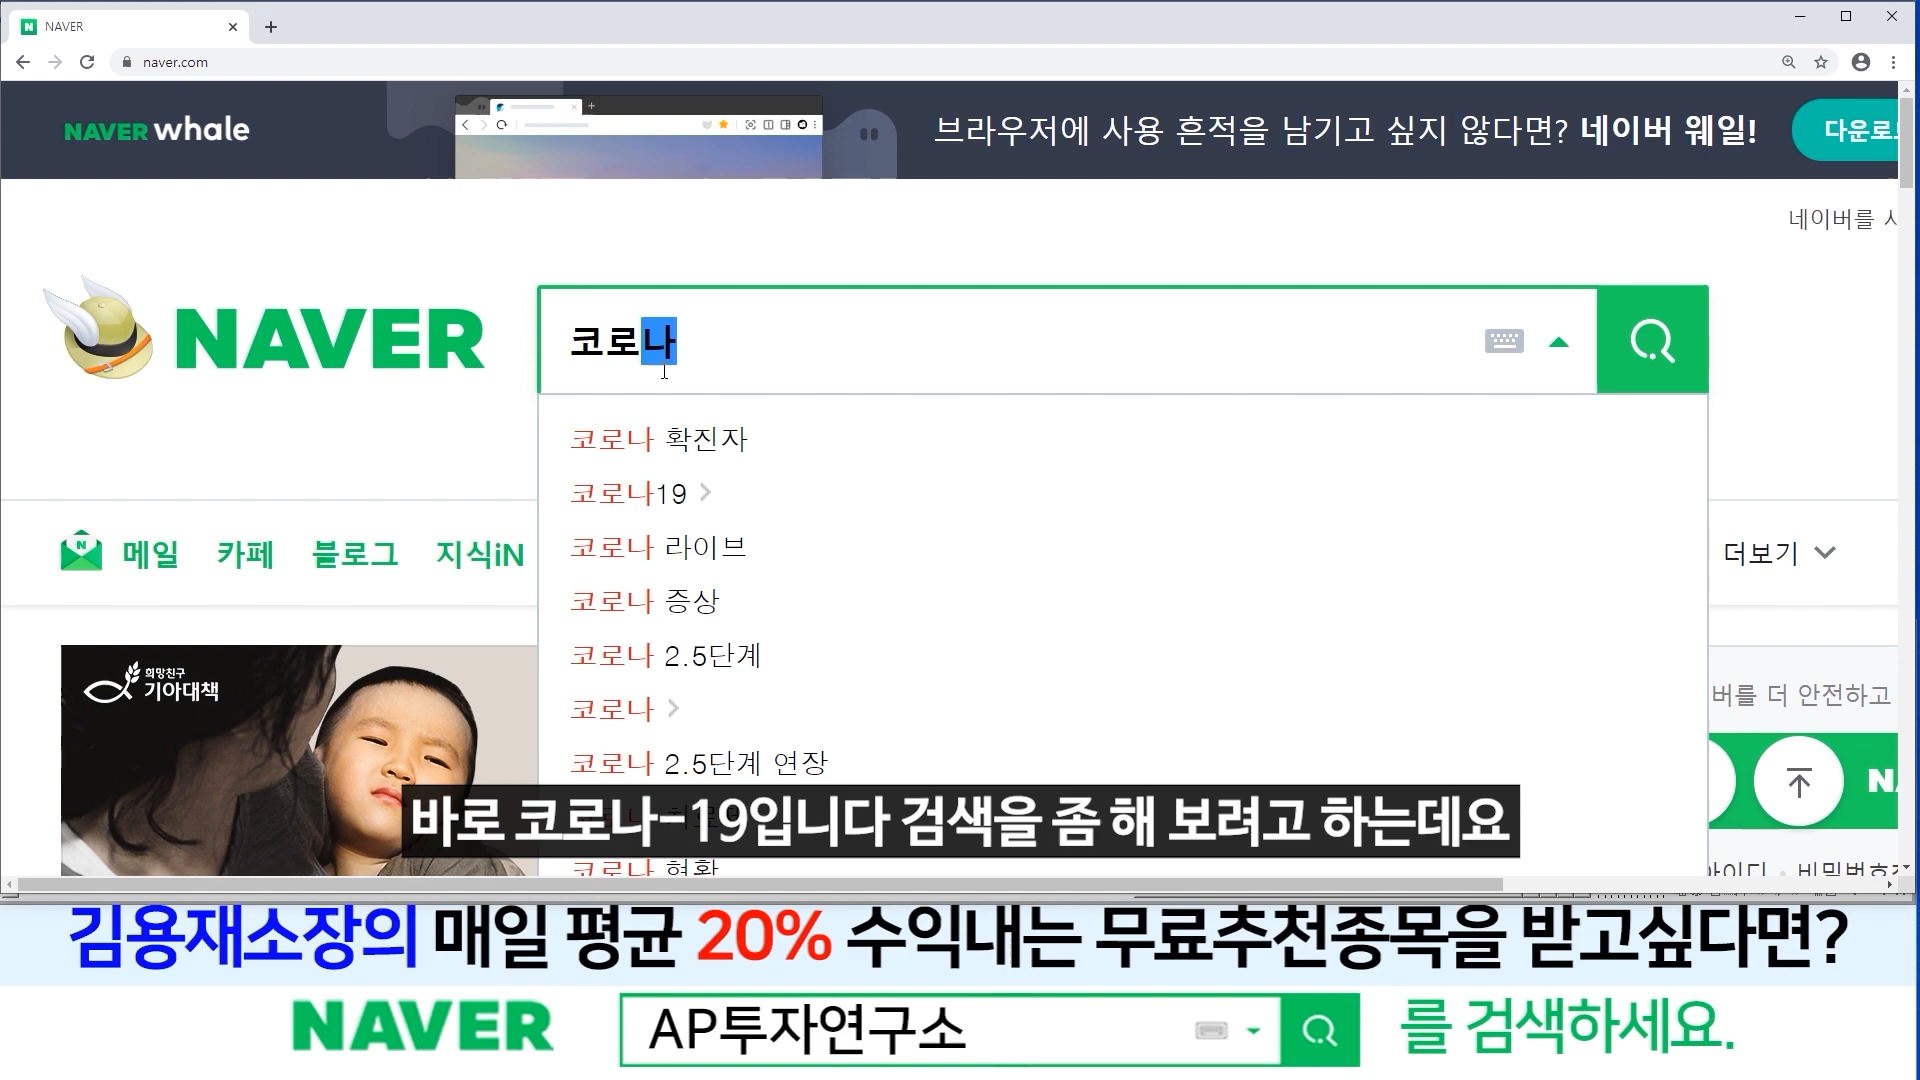 NAVER
naver.com
NAVER whale
브라우저에 사용 흔적을 남기고 싶지 않다면? 네이버 웨일!
다운로
네이버를 
NAVER
코로나
코로나 확진자
코로나19
코로나 라이브
코로나 증상
코로나 2.5단계
코로나
코로나 2.5단계 연장
메일 카페 블로그 지식iN
더보기
희망친구
기아대책
버를 더 안전하고
바로 코로나-19입니다 검색을 좀 해 보려고 하는데요
코로나 현황
김용재소장의 매일 평균 20% 수익내는 무료추천종목을 받고싶다면?
NAVER AP투자연구소 를 검색하세요.